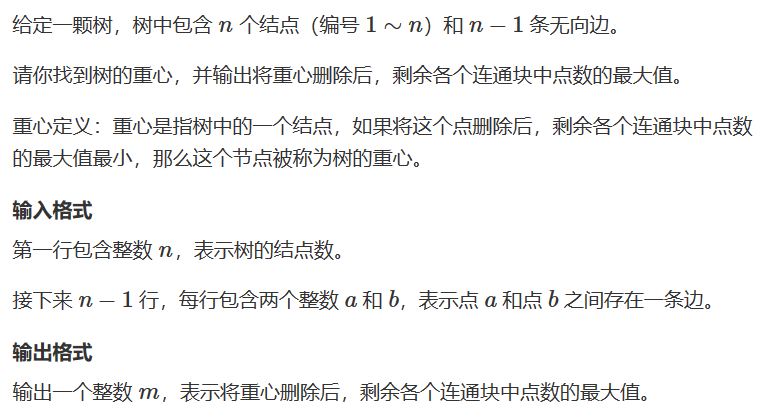 给定一颗树，树中包含 n 个结点（编号 1 ∼ n）和 n − 1 条无向边。
请你找到树的重心，并输出将重心删除后，剩余各个连通块中点数的最大值。
重心定义：重心是指树中的一个结点，如果将这个点删除后，剩余各个连通块中点数
的最大值最小，那么这个节点被称为树的重心。
输入格式
第一行包含整数 n，表示树的结点数。
接下来 n − 1 行，每行包含两个整数 a 和 b，表示点 a 和点 b 之间存在一条边。
输出格式
输出一个整数 m，表示将重心删除后，剩余各个连通块中点数的最大值。